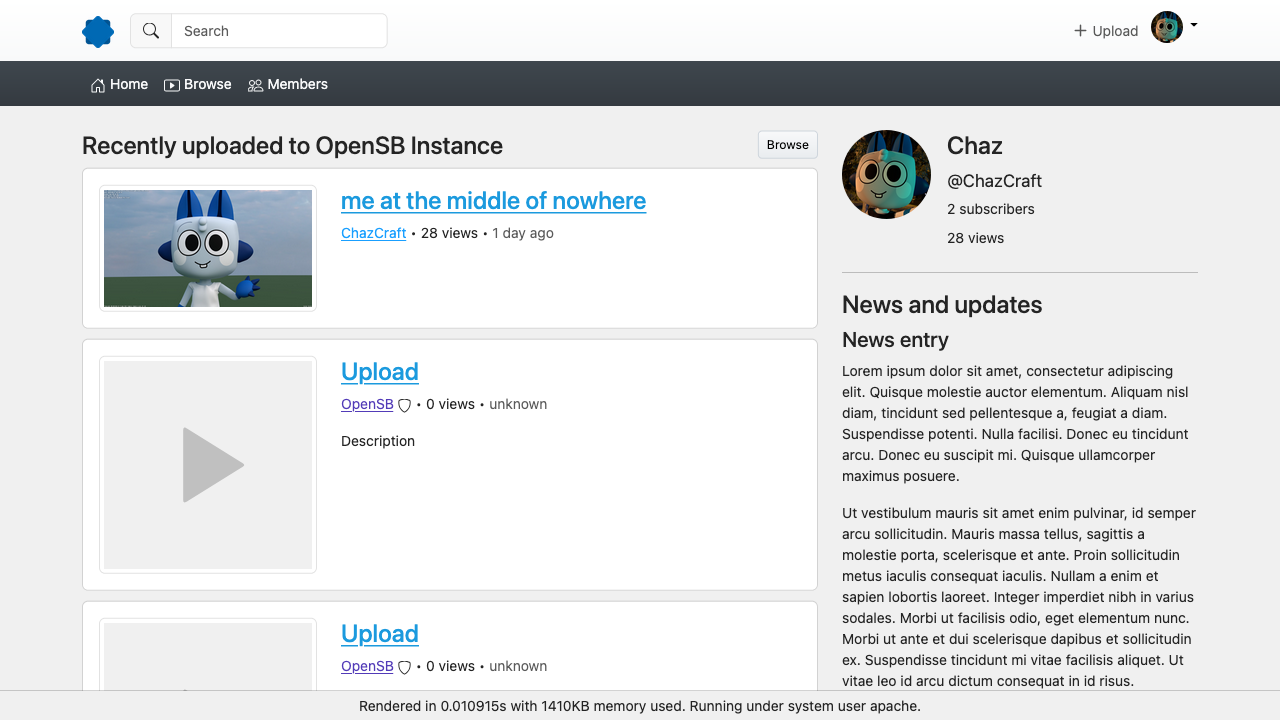 Search
Upload
Home
Browse
Members
Recently uploaded to OpenSB Instance
Browse
me at the middle of nowhere
ChazCraft • 28 views • 1 day ago
Upload
OpenSB • 0 views • unknown
Description
Upload
OpenSB • 0 views • unknown
Chaz
@ChazCraft
2 subscribers
28 views
News and updates
News entry
Lorem ipsum dolor sit amet, consectetur adipiscing
elit. Quisque molestie auctor elementum. Aliquam nisl
diam, tincidunt sed pellentesque a, feugiat a diam.
Suspendisse potenti. Nulla facilisi. Donec eu tincidunt
arcu. Donec eu suscipit mi. Quisque ullamcorper
maximus posuere.
Ut vestibulum mauris sit amet enim pulvinar, id semper
arcu sollicitudin. Mauris massa tellus, sagittis a
molestie porta, scelerisque et ante. Proin sollicitudin
metus iaculis consequat iaculis. Nullam a enim et
sapien lobortis laoreet. Integer imperdiet nibh in varius
sodales. Morbi ut facilisis odio, eget elementum nunc.
Morbi ut ante et dui scelerisque dapibus et sollicitudin
ex. Suspendisse tincidunt mi vitae facilisis aliquet. Ut
vitae leo id arcu dictum consequat in id risus.
Rendered in 0.010915s with 1410KB memory used. Running under system user apache.